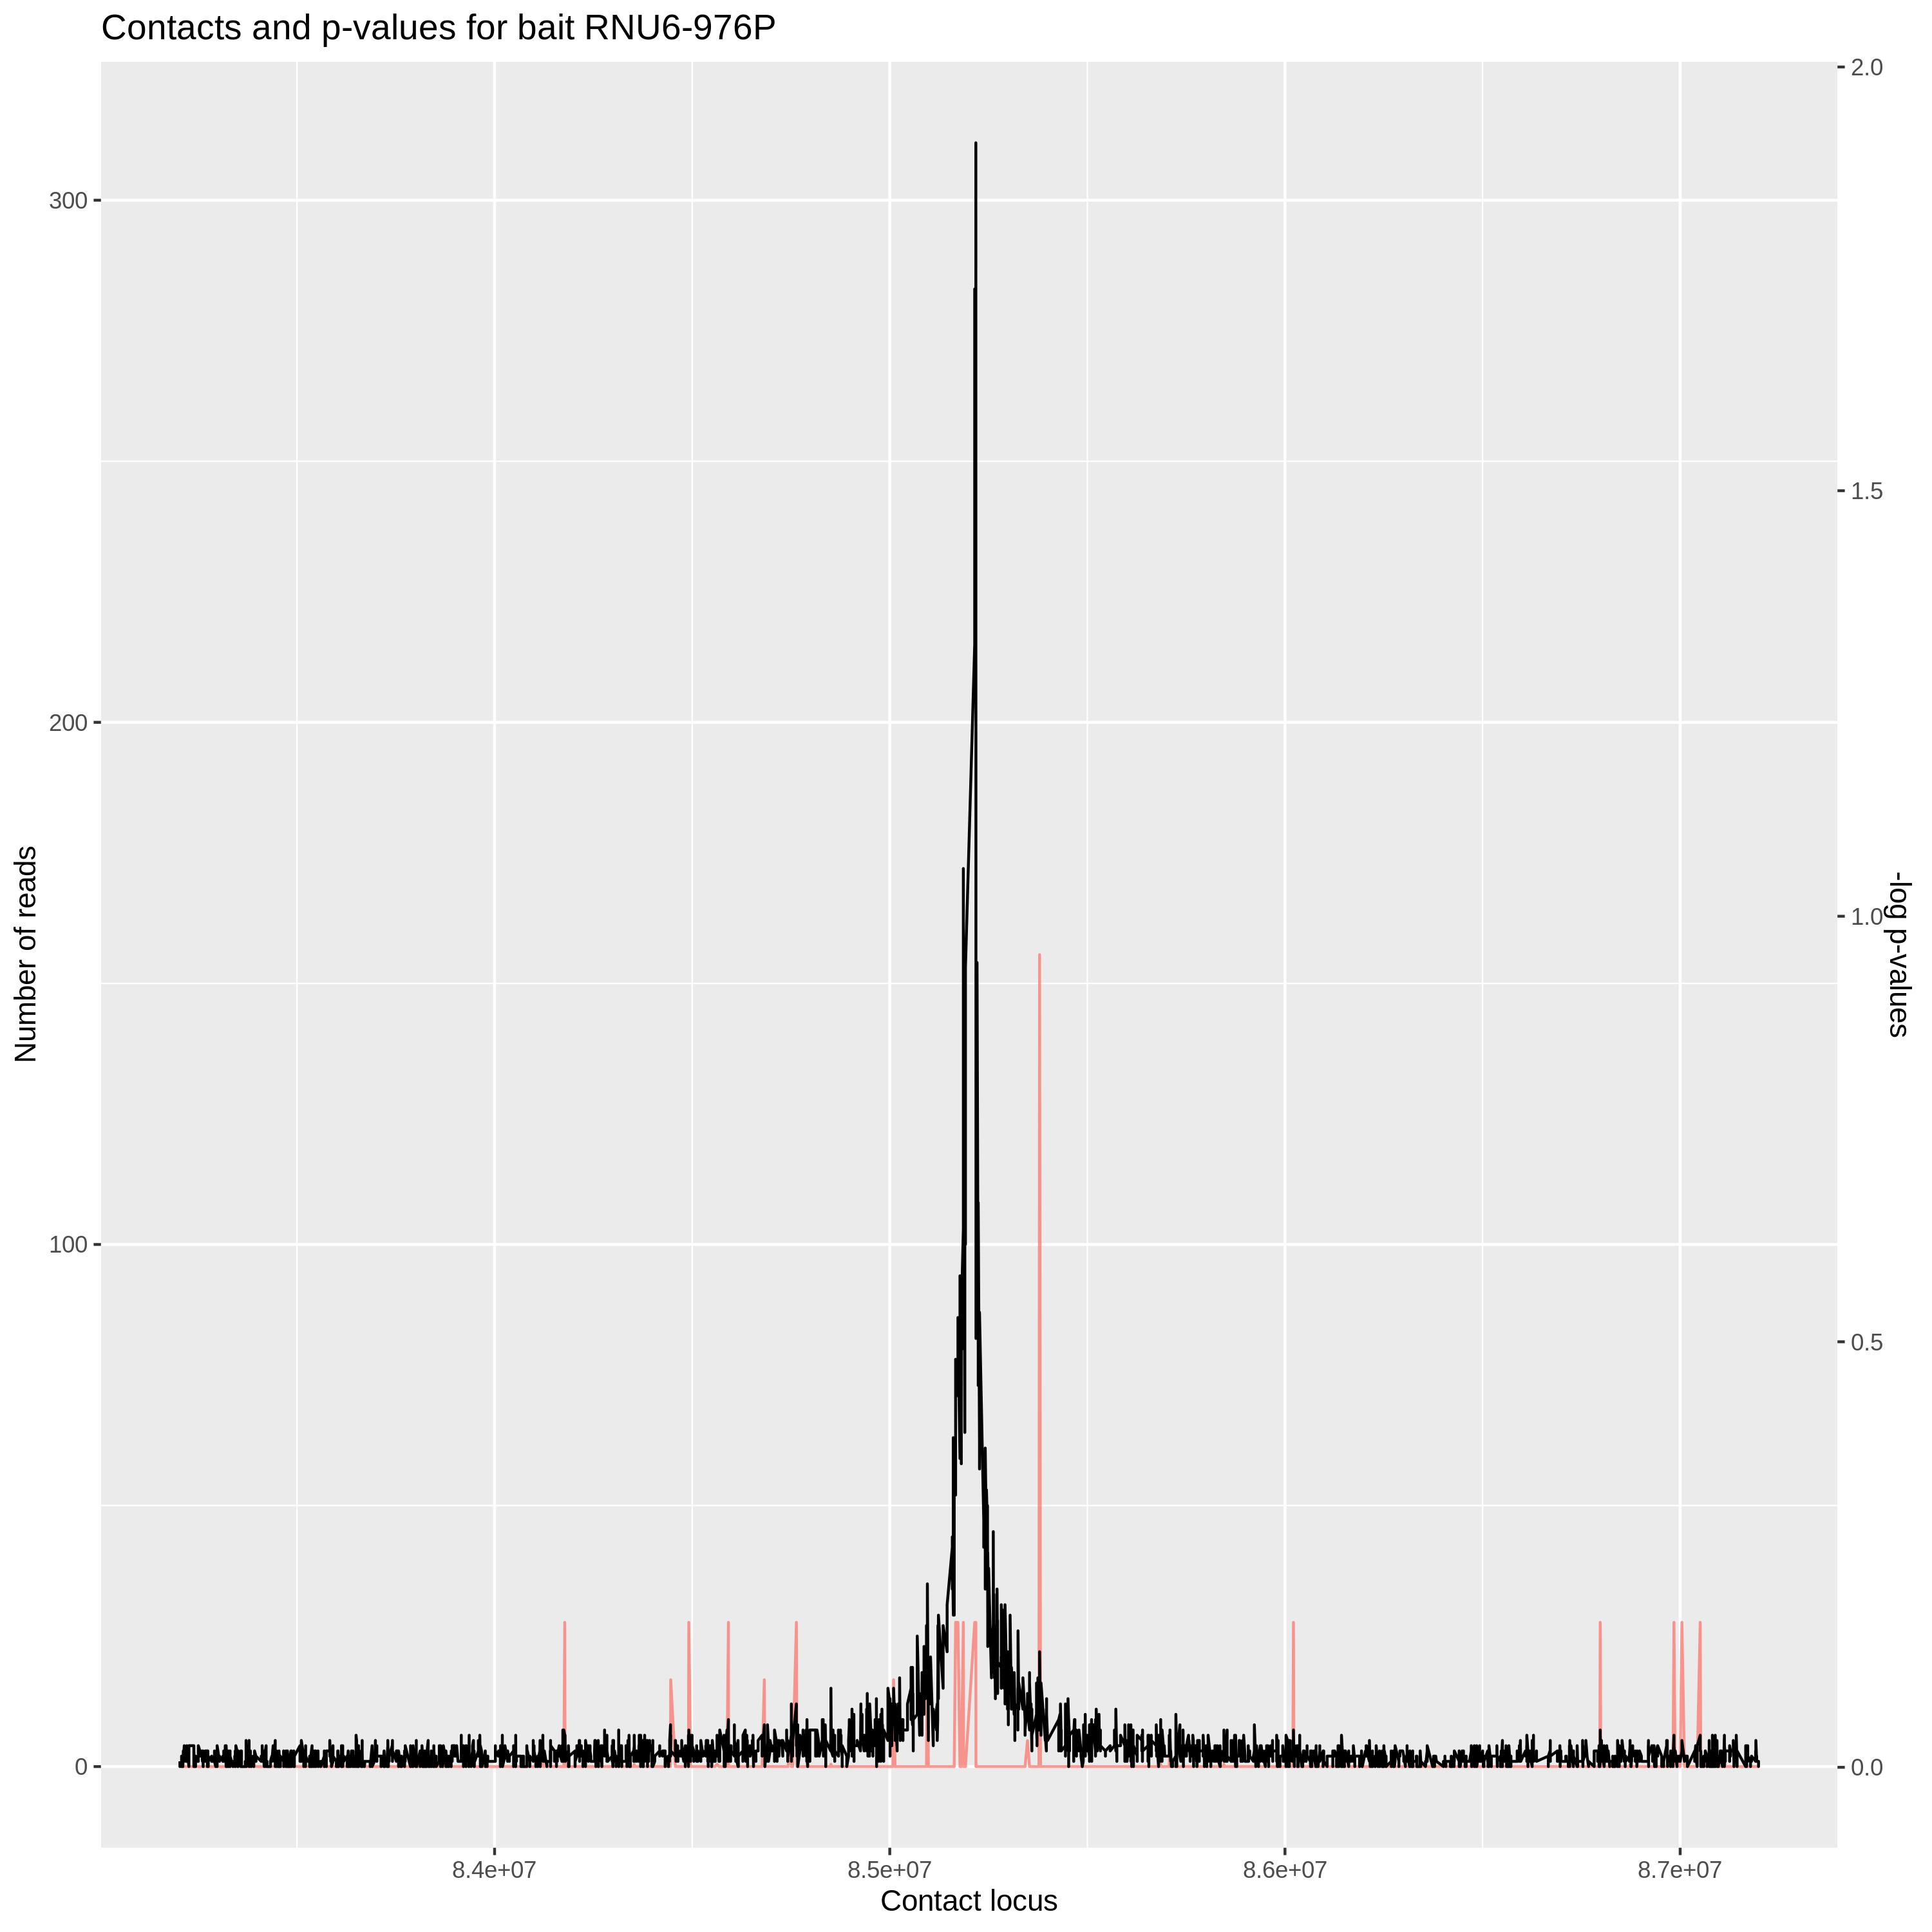 Contacts and p-values for bait RNU6-976P
Number of reads
300
200
100
0
2.0
1.5
1.0
0.5
0.0
-log p-values
8.4e+07 8.5e+07 8.6e+07 8.7e+07
Contact locus